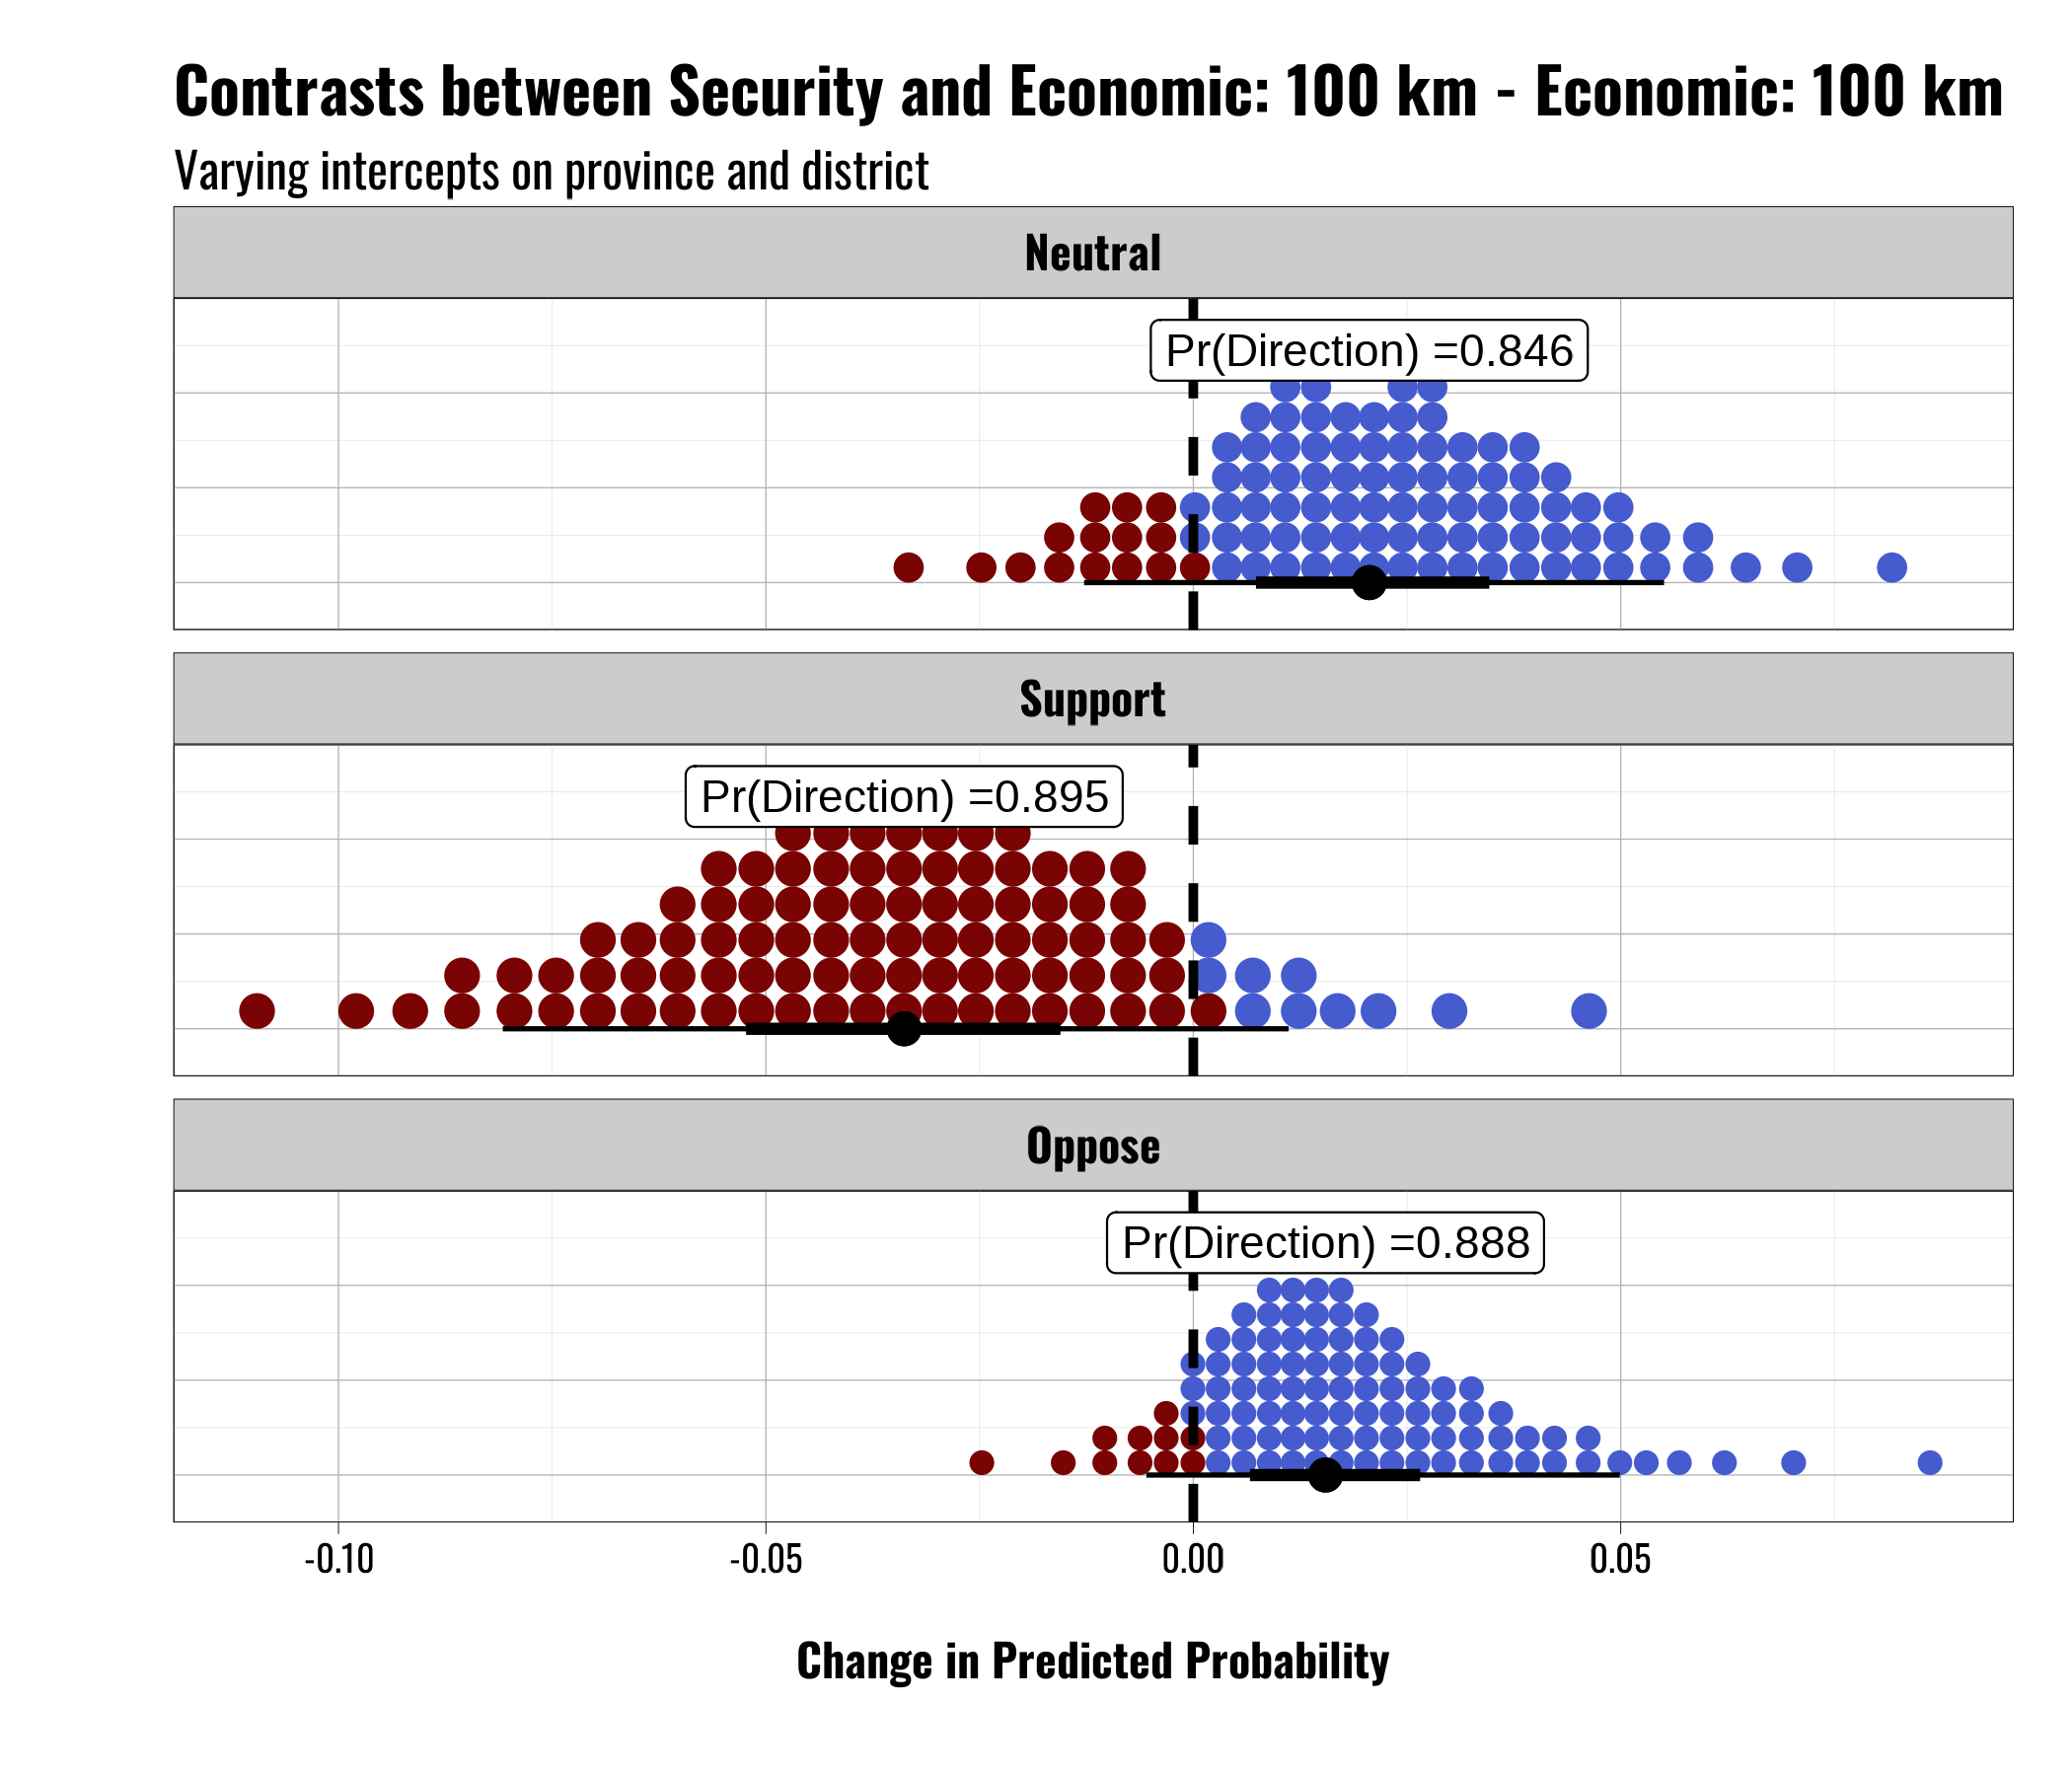 Contrasts between Security and Economic: 100 km - Economic: 100 km
Varying intercepts on province and district
Neutral
Pr(Direction) =0.846
Support
Pr(Direction) =0.895
Oppose
Pr(Direction) =0.888
-0.10 -0.05 0.00 0.05
Change in Predicted Probability